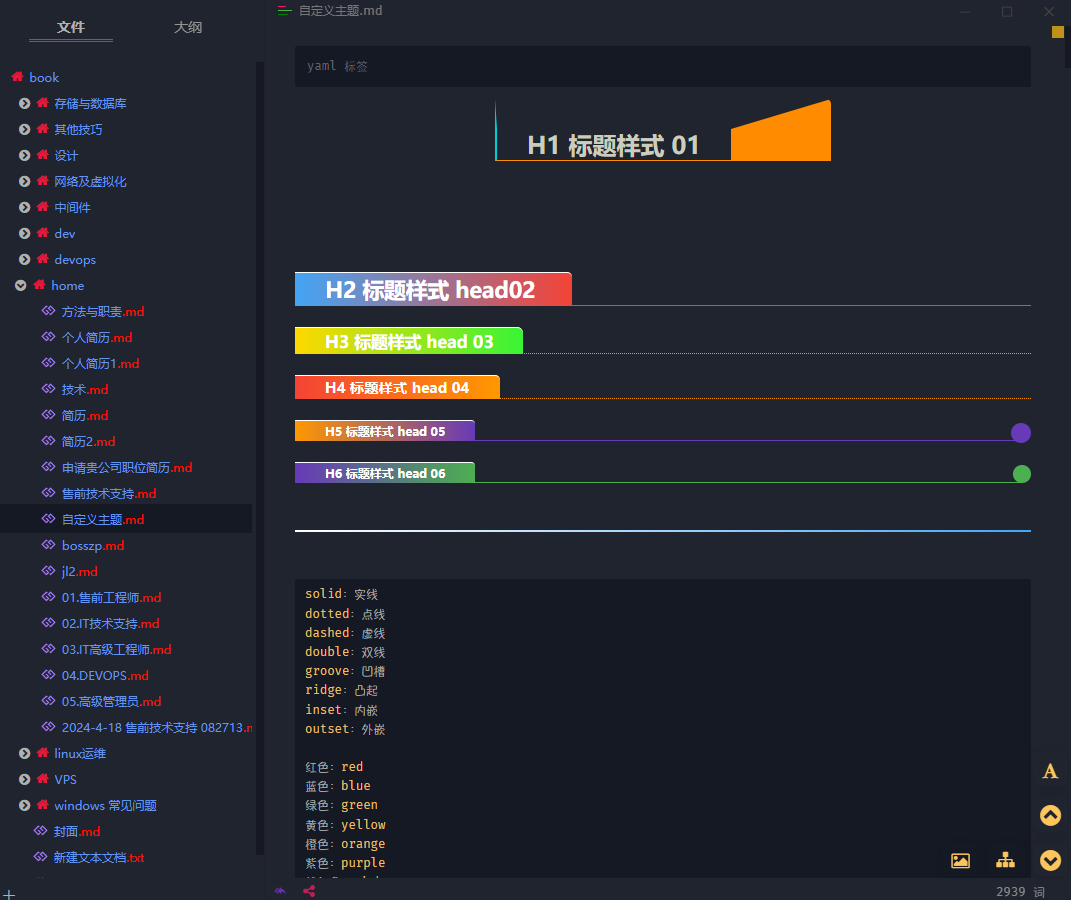 文件
大纲
book
存储与数据库
其他技巧
设计
网络及虚拟化
中间件
dev
devops
home
方法与职责.md
个人简历.md
个人简历1.md
技术.md
简历.md
简历2.md
申请贵公司职位简历.md
售前技术支持.md
自定义主题.md
bosszp.md
jl2.md
01.售前工程师.md
02.IT技术支持.md
03.IT高级工程师.md
04.DEVOPS.md
05.高级管理员.md
2024-4-18 售前技术支持 082713.m
linux运维
VPS
windows 常见问题
封面.md
新建文本文档.txt
自定义主题.md
yaml 标签
H1 标题样式 01
H2 标题样式 head02
H3 标题样式 head 03
H4 标题样式 head 04
H5 标题样式 head 05
H6 标题样式 head 06
solid: 实线
dotted: 点线
dashed: 虚线
double: 双线
groove: 凹槽
ridge: 凸起
inset: 内嵌
outset: 外嵌
红色: red
蓝色: blue
绿色: green
黄色: yellow
橙色: orange
紫色: purple
A
2939 词